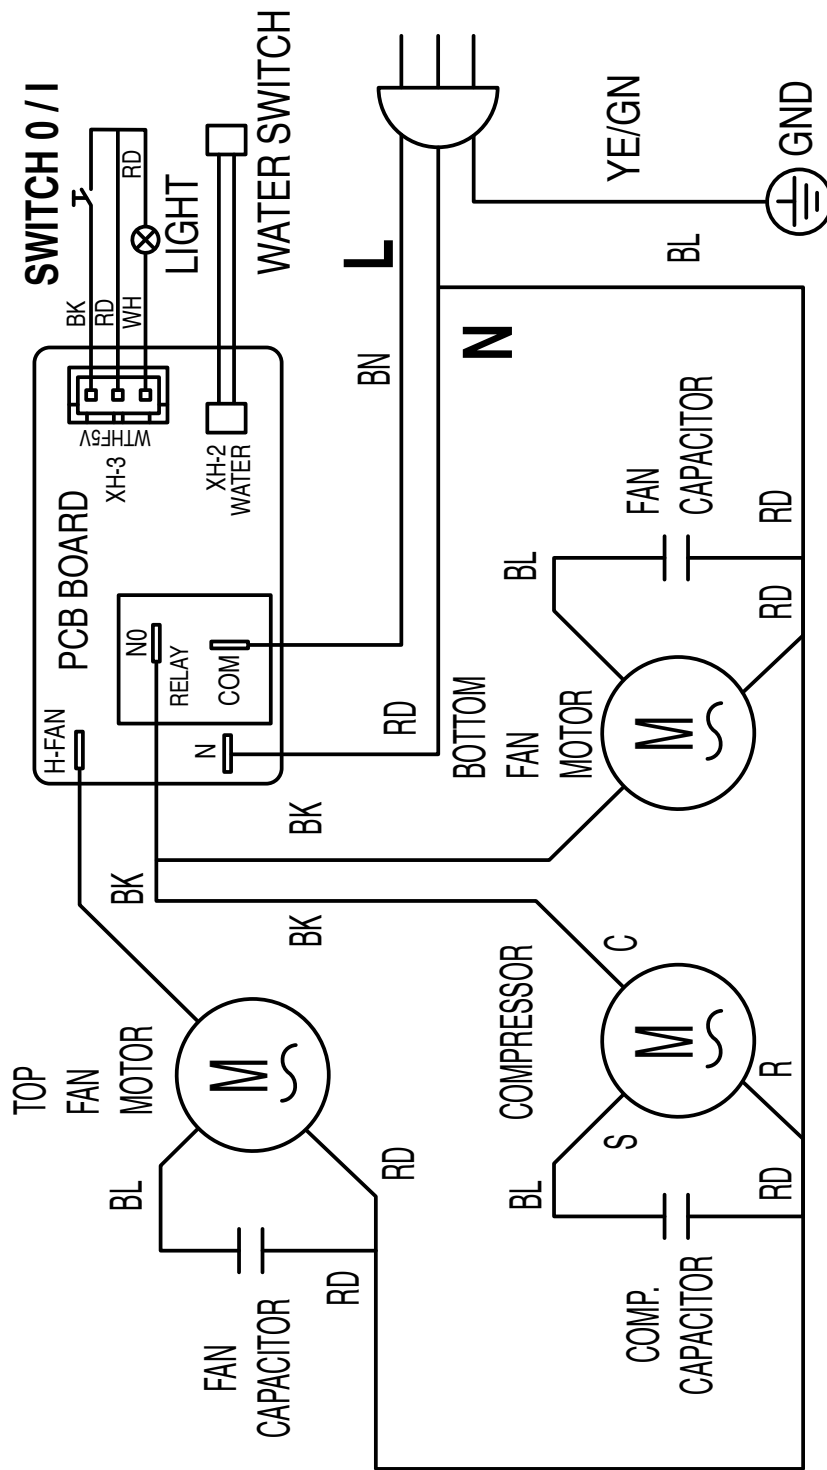 TOP
FAN
MOTOR
BL
FAN
CAPACITOR
RD
RD
H-FAN
PCB BOARD
BK
N0
RELAY
COM
N
XH-3
WTHF5V
XH-2
WATER
SWITCH 0 / I
BK
RD
WH
RD
LIGHT
WATER SWITCH
BK
BK
RD
BN
L
N
YE/GN
GND
BL
COMPRESSOR
C
S
R
BL
COMP.
CAPACITOR
RD
BOTTOM
FAN
MOTOR
BL
FAN
CAPACITOR
RD
RD
M
M
M